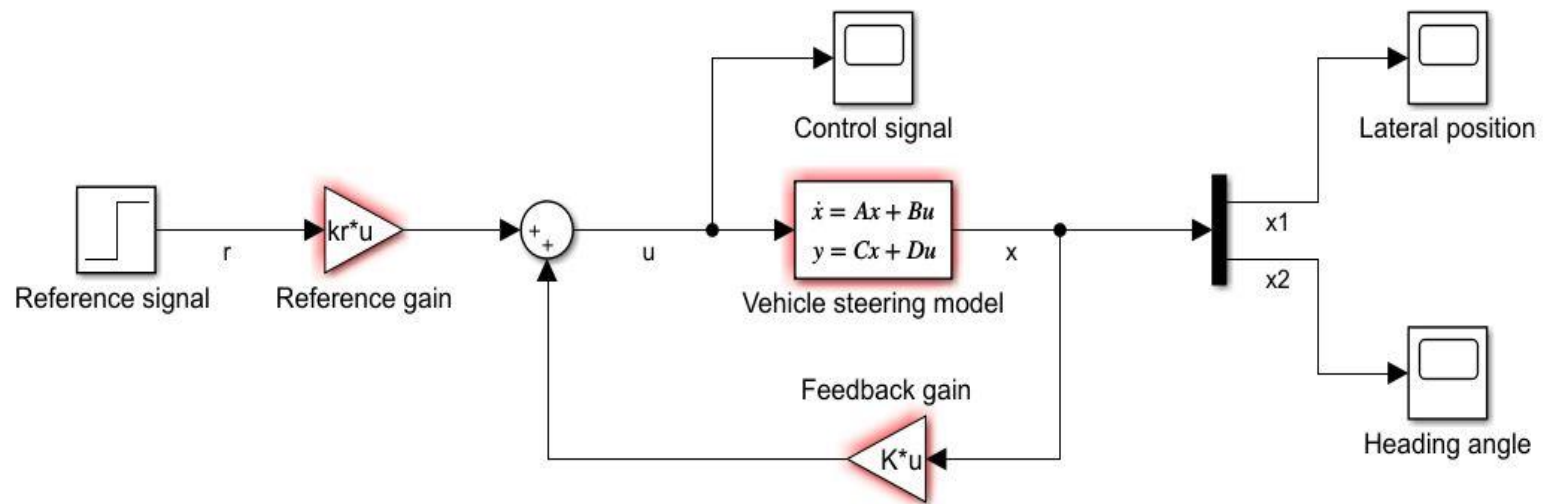 Control signal
Lateral position
ẋ = Ax + Bu
y = Cx + Du
kr*u
+
+
r
u
x
x1
x2
Reference signal
Reference gain
Vehicle steering model
Feedback gain
K*u
Heading angle